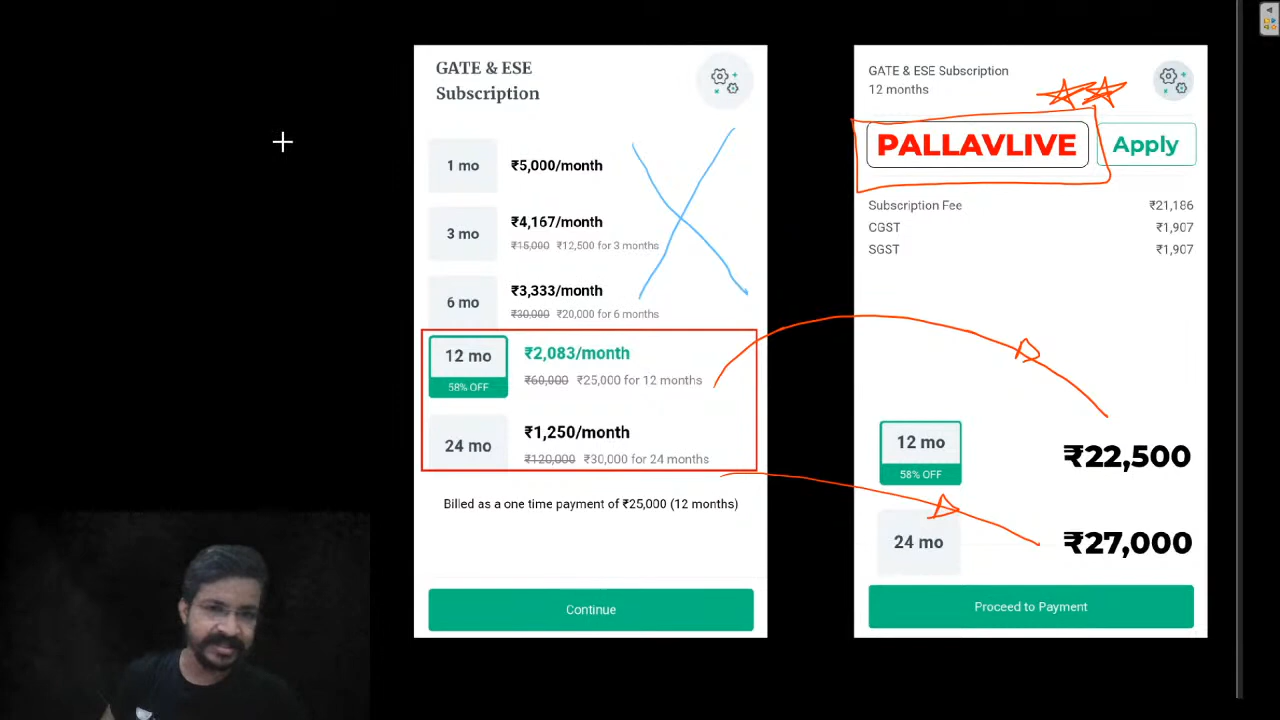 GATE & ESE
Subscription
1 mo
₹5,000/month
3 mo
₹4,167/month
₹15,000 ₹12,500 for 3 months
6 mo
₹3,333/month
₹30,000 ₹20,000 for 6 months
12 mo
58% OFF
₹2,083/month
₹60,000 ₹25,000 for 12 months
24 mo
₹1,250/month
₹120,000 ₹30,000 for 24 months
Billed as a one time payment of ₹25,000 (12 months)
Continue
GATE & ESE Subscription
12 months
PALLAVLIVE Apply
Subscription Fee ₹21,186
CGST ₹1,907
SGST ₹1,907
12 mo
58% OFF
₹22,500
24 mo ₹27,000
Proceed to Payment